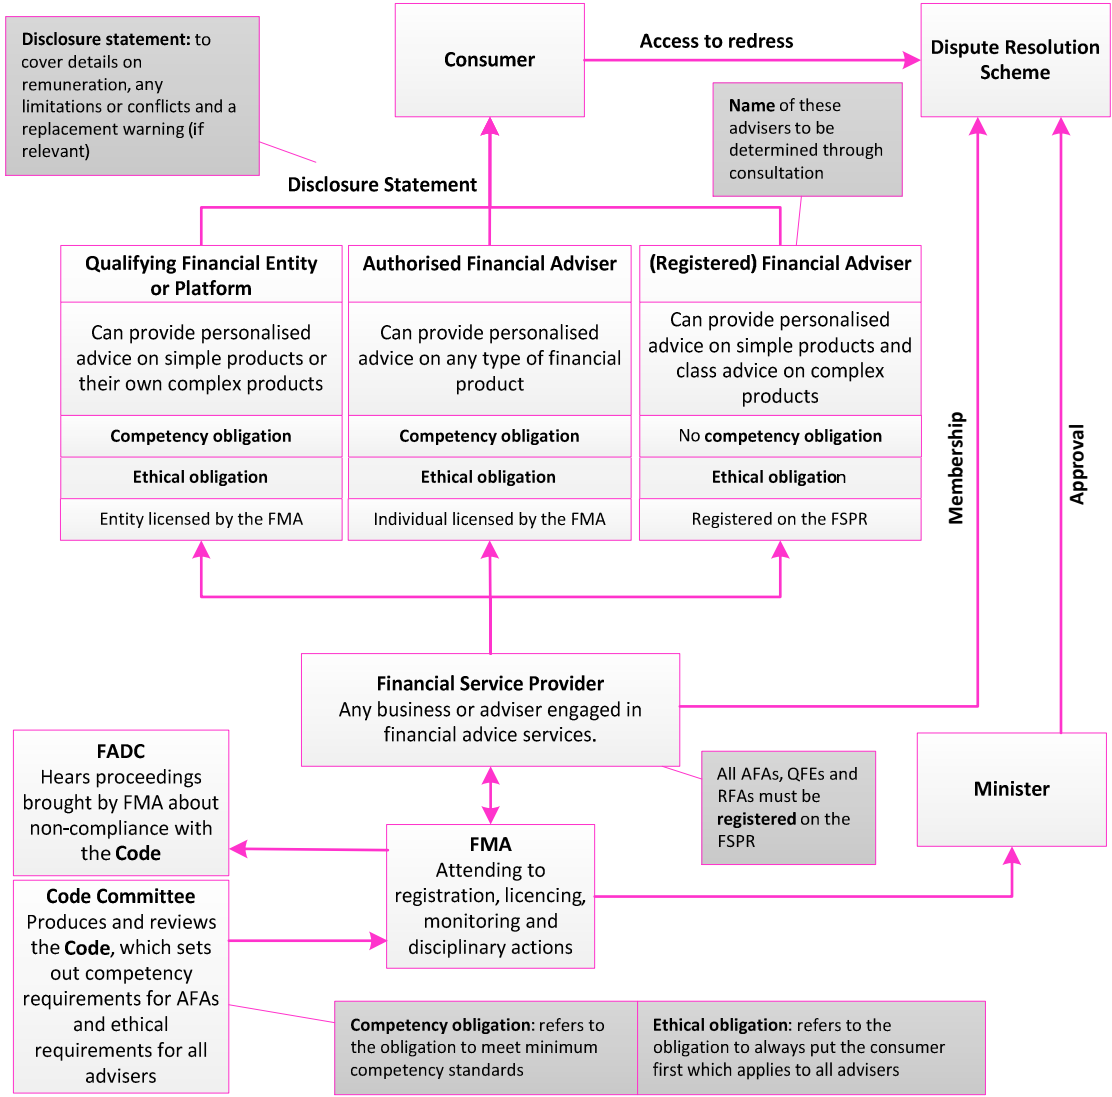 Disclosure statement: to
cover details on
remuneration, any
limitations or conflicts and a
replacement warning (if
relevant)
Consumer
Access to redress
Dispute Resolution
Scheme
Name of these
advisers to be
determined through
consultation
Disclosure Statement
Qualifying Financial Entity
or Platform
Can provide personalised
advice on simple products or
their own complex products
Competency obligation
Ethical obligation
Entity licensed by the FMA
Authorised Financial Adviser
Can provide personalised
advice on any type of financial
product
Competency obligation
Ethical obligation
Individual licensed by the FMA
(Registered) Financial Adviser
Can provide personalised
advice on simple products and
class advice on complex
products
No competency obligation
Ethical obligation
Registered on the FSPR
Membership
Approval
Financial Service Provider
Any business or adviser engaged in
financial advice services.
FADC
Hears proceedings
brought by FMA about
non-compliance with
the Code
All AFAs, QFEs and
RFAs must be
registered on the
FSPR
Minister
FMA
Attending to
registration, licencing,
monitoring and
disciplinary actions
Code Committee
Produces and reviews
the Code, which sets
out competency
requirements for AFAs
and ethical
requirements for all
advisers
Competency obligation: refers to
the obligation to meet minimum
competency standards
Ethical obligation: refers to the
obligation to always put the consumer
first which applies to all advisers